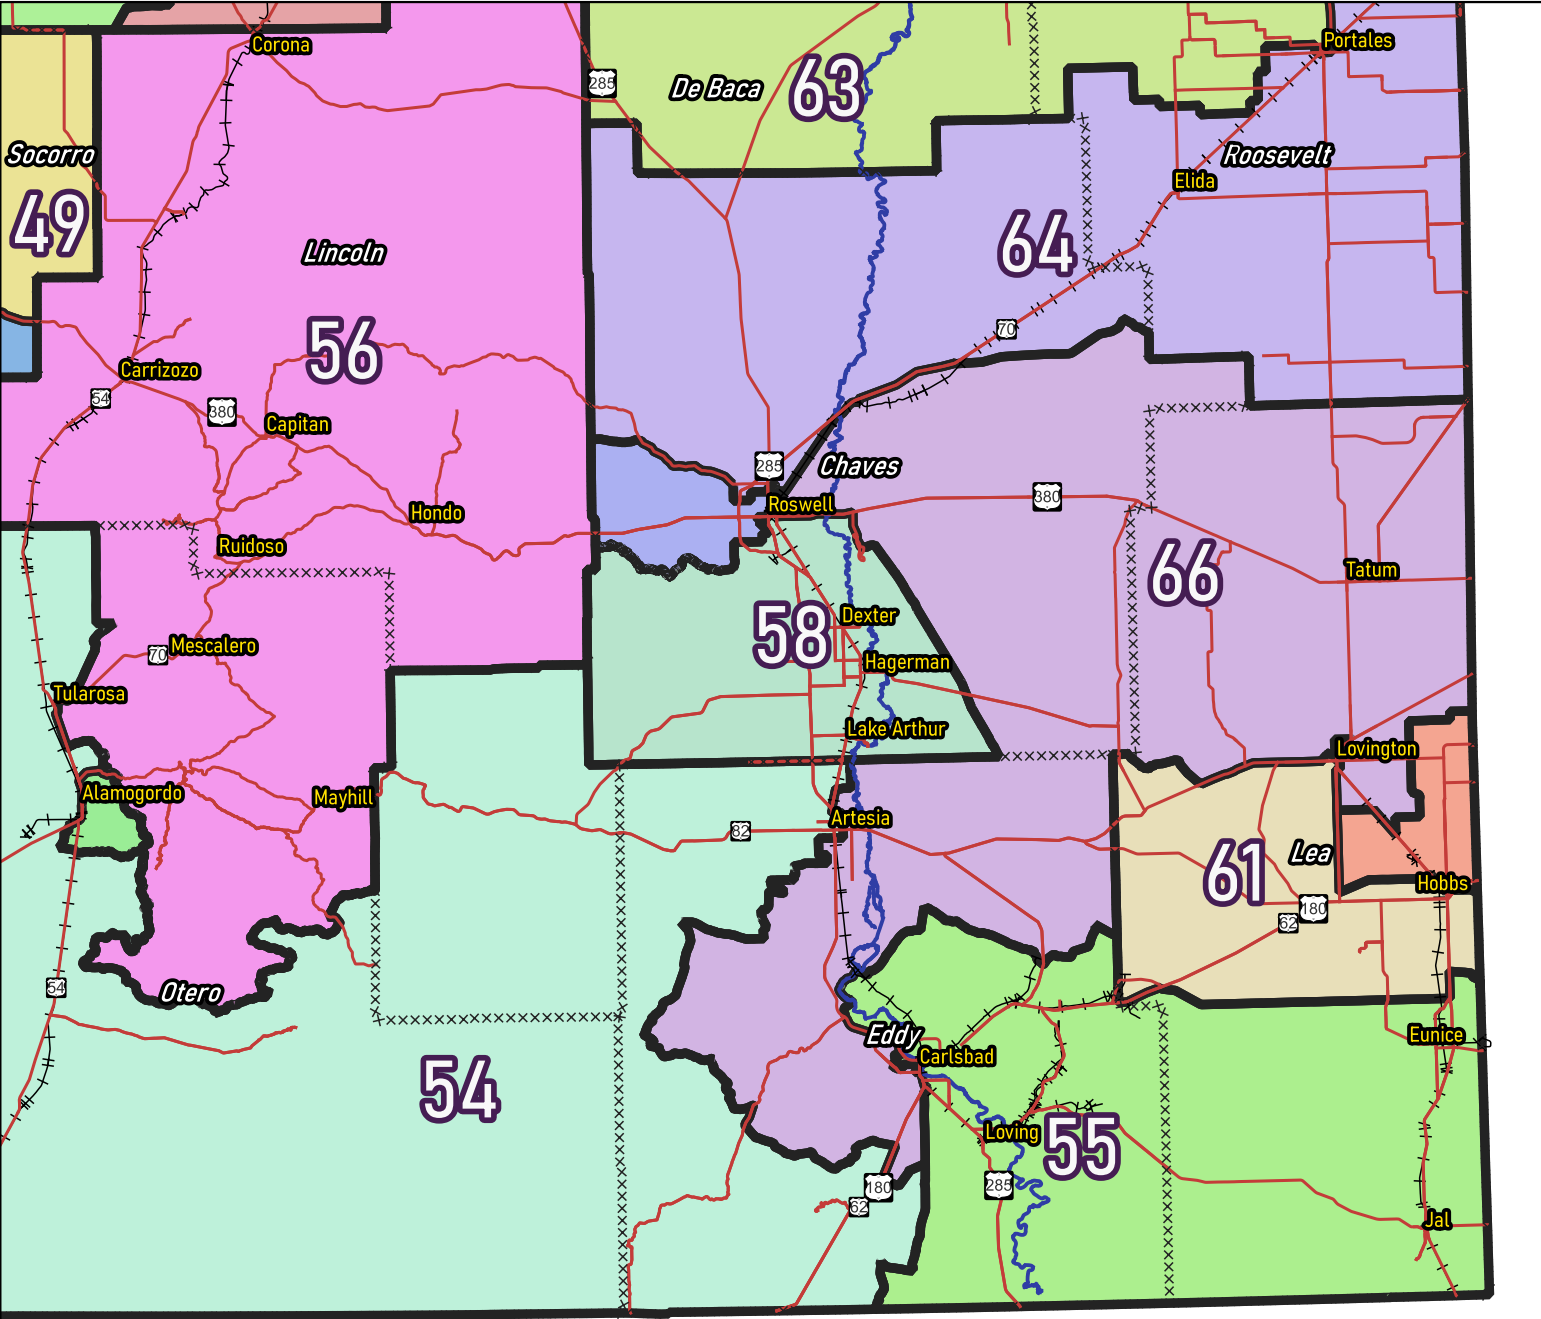 Corona
Portales
285
De Baca
63
Socorro
Roosevelt
Elida
49
Lincoln
64
70
56
Carrizozo
54
380
Capitan
285
Chaves
Roswell
380
Hondo
Ruidoso
66
Tatum
Dexter
58
Mescalero
70
Hagerman
Tularosa
Lake Arthur
Lovington
Alamogordo
Mayhill
Artesia
82
Lea
61
Hobbs
180
62
54
Otero
Eddy
Eunice
Carlsbad
54
Loving
55
180
285
62
Jal